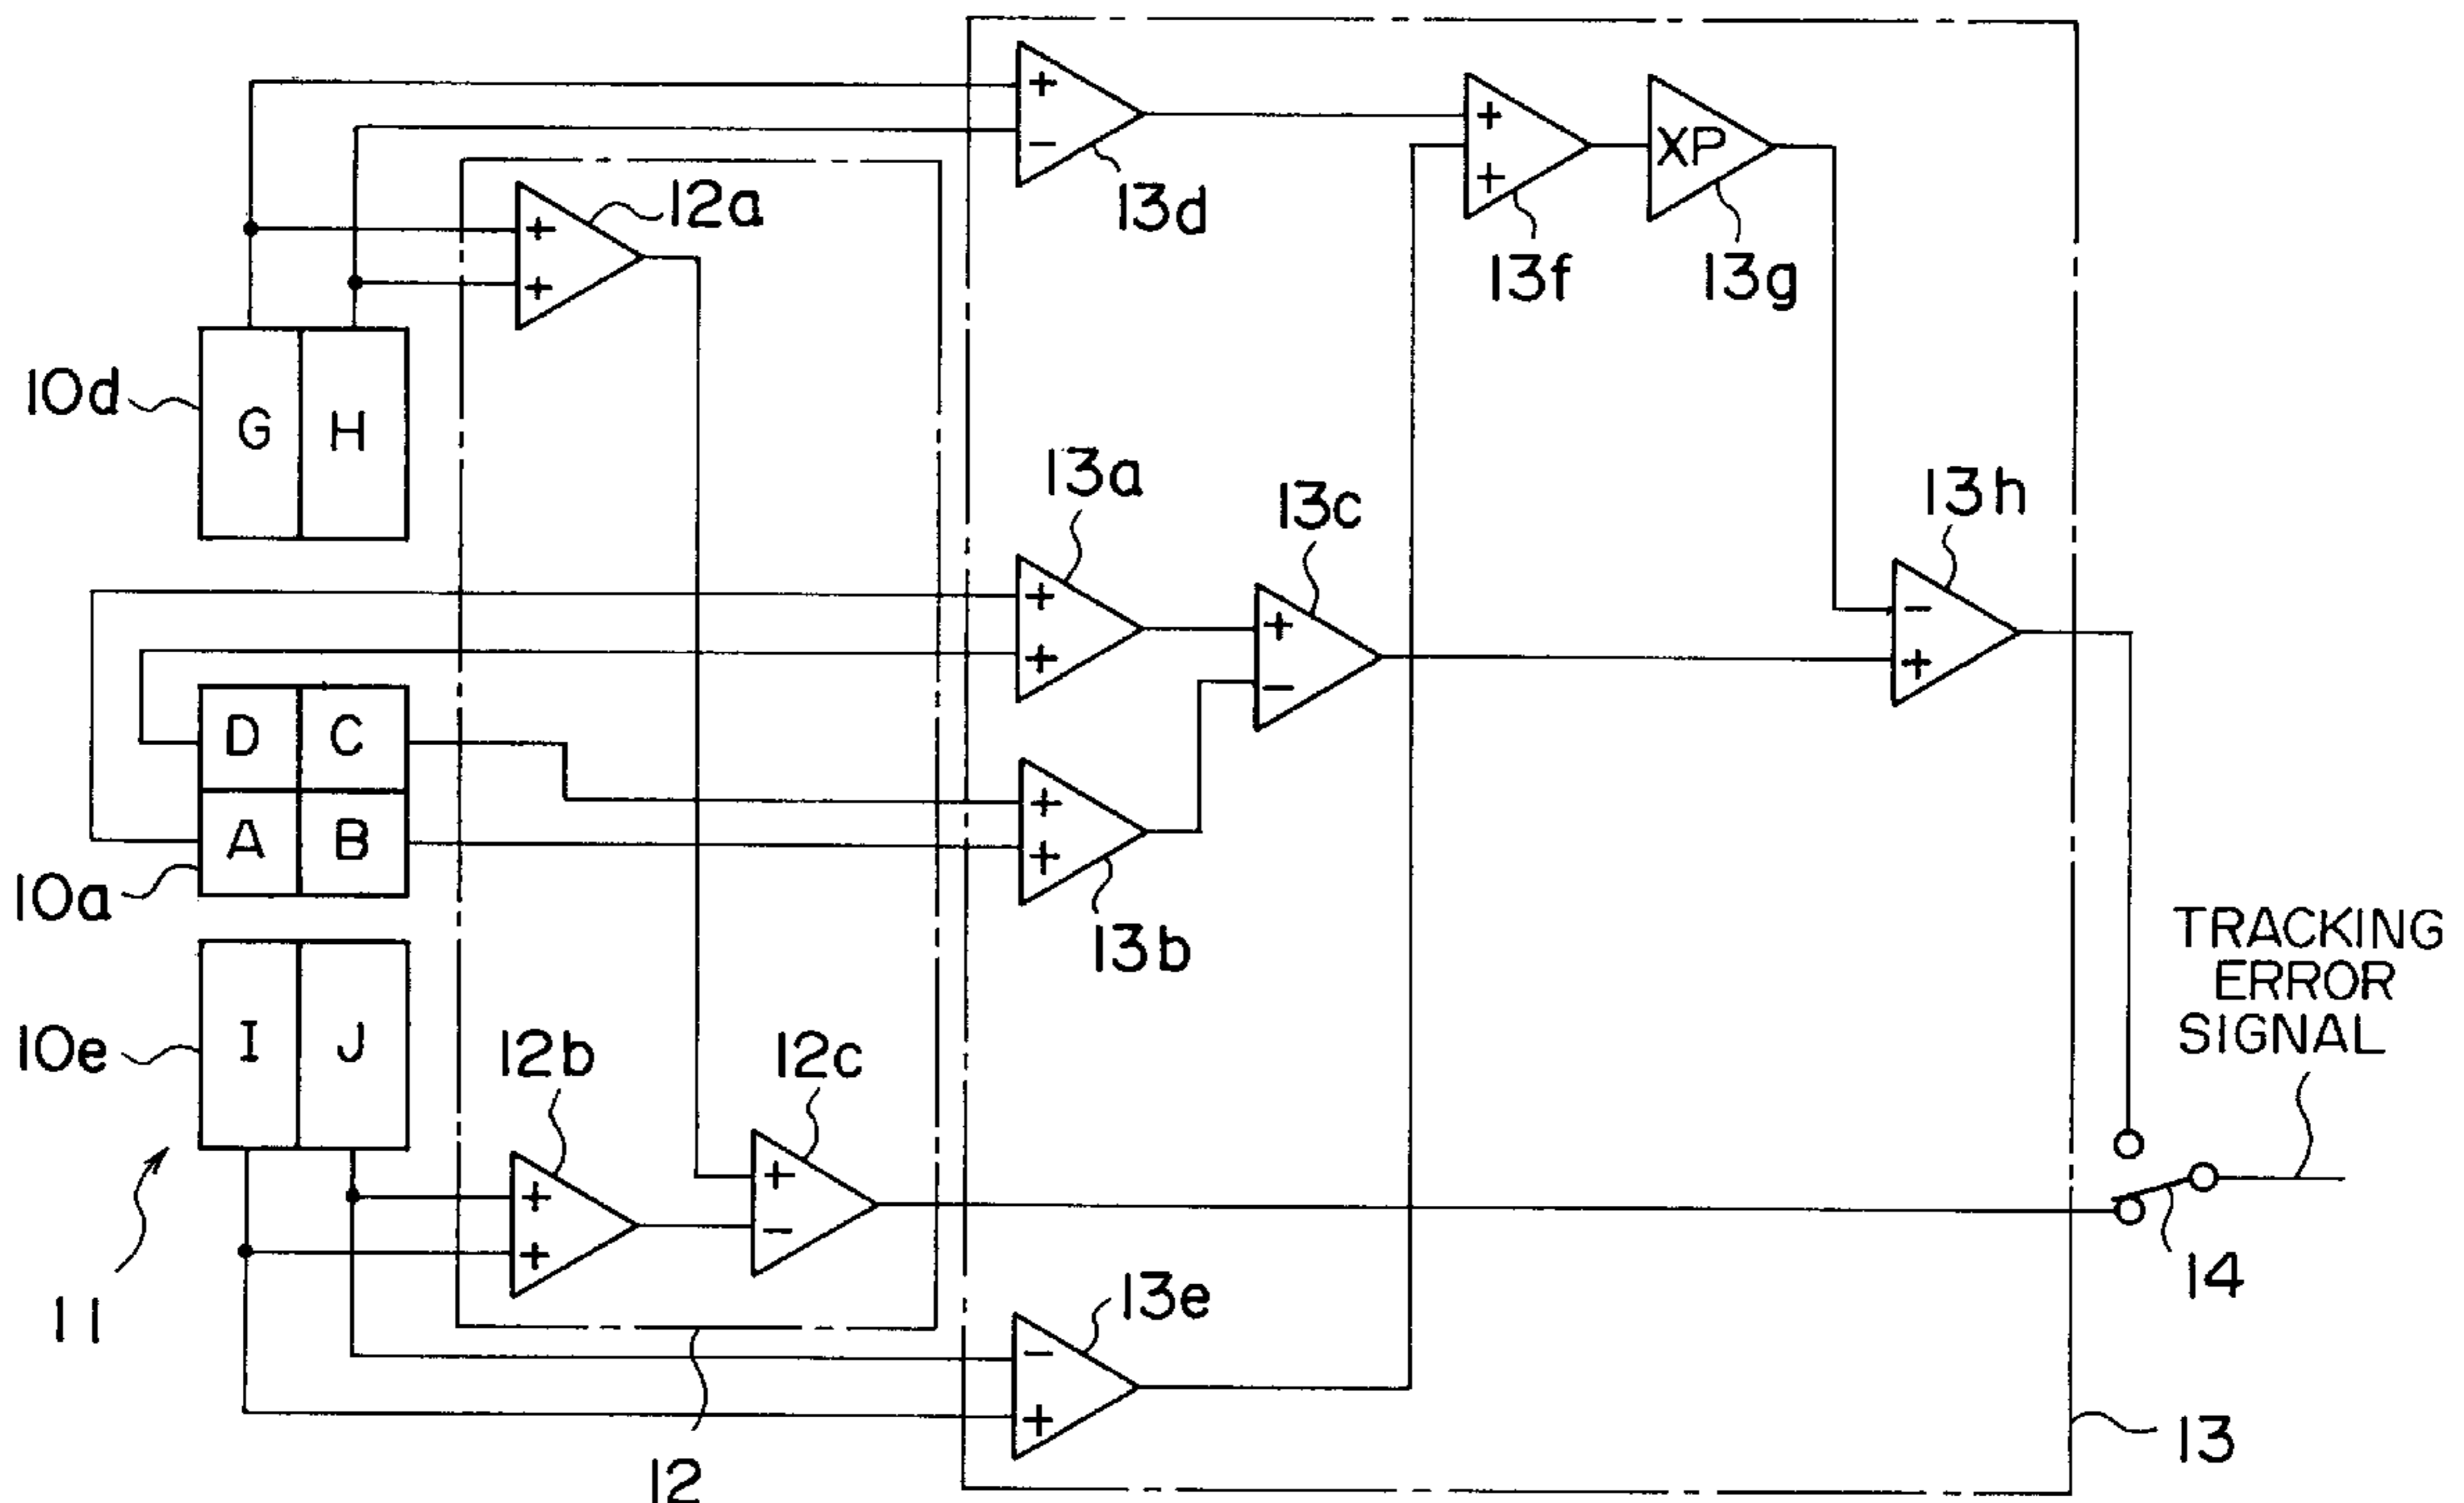 +
-
13d
+
+
13f
XP
13g
12a
+
+
10d
G
H
13a
+
+
13c
+
-
13h
-
+
D
C
A
B
10a
+
+
13b
TRACKING
ERROR
SIGNAL
10e
I
J
12b
+
+
12c
+
-
14
11
13e
-
+
12
13